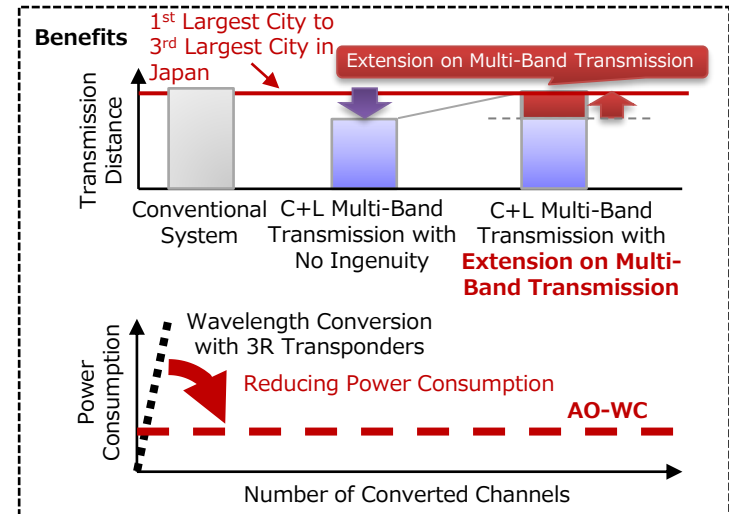 Benefits
1st Largest City to
3rd Largest City in
Japan
Extension on Multi-Band Transmission
Transmission
Distance
Conventional
System
C+L Multi-Band
Transmission with
No Ingenuity
C+L Multi-Band
Transmission with
Extension on Multi-
Band Transmission
Power
Consumption
Wavelength Conversion
with 3R Transponders
Reducing Power Consumption
AO-WC
Number of Converted Channels